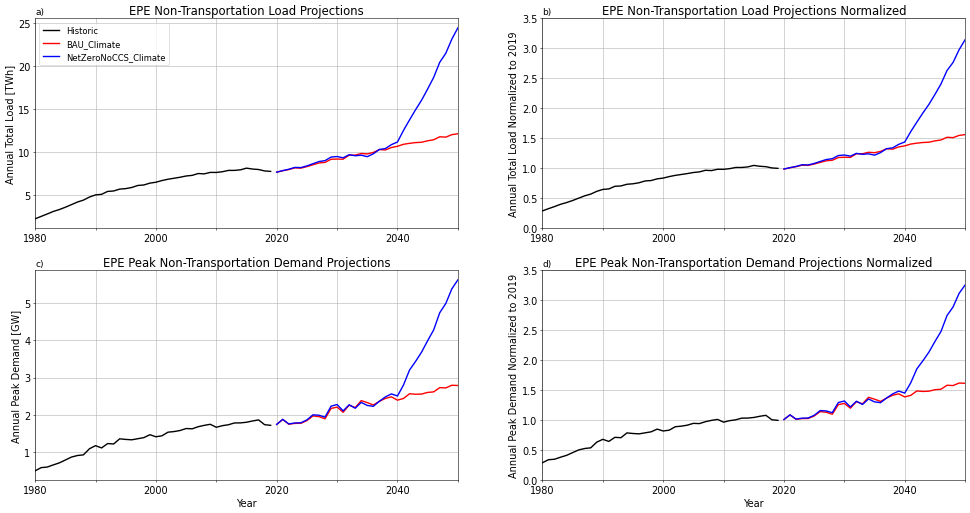 a)
EPE Non-Transportation Load Projections
Annual Total Load [TWh]
25
20
15
10
5
Historic
BAU_Climate
NetZeroNoCCS_Climate
1980
2000
2020
2040
b)
EPE Non-Transportation Load Projections Normalized
Annual Total Load Normalized to 2019
3.5
3.0
2.5
2.0
1.5
1.0
0.5
0.0
1980
2000
2020
2040
c)
EPE Peak Non-Transportation Demand Projections
Annual Peak Demand [GW]
5
4
3
2
1
1980
2000
2020
2040
Year
d)
EPE Peak Non-Transportation Demand Projections Normalized
Annual Peak Demand Normalized to 2019
3.5
3.0
2.5
2.0
1.5
1.0
0.5
0.0
1980
2000
2020
2040
Year